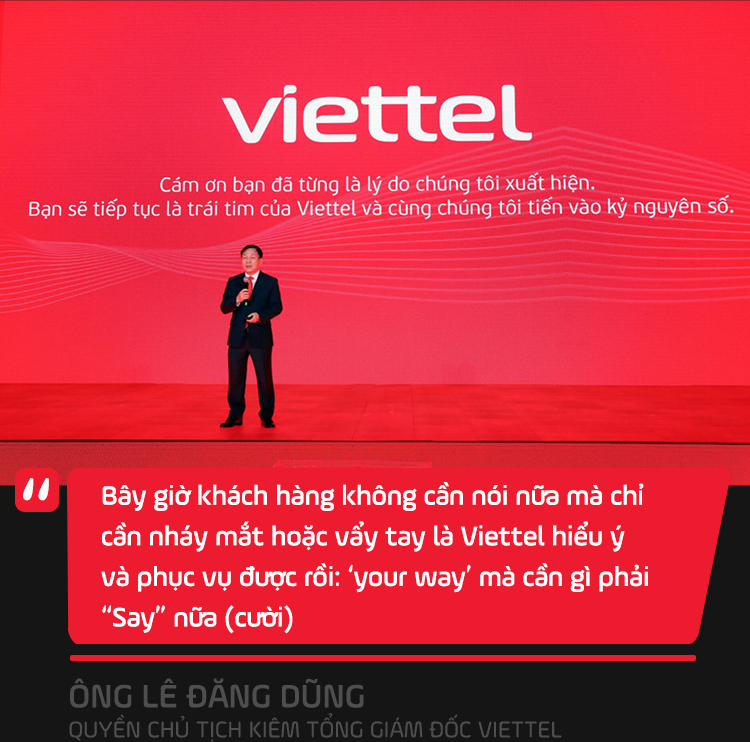 viettel
Cám ơn bạn đã từng là lý do chúng tôi xuất hiện.
Bạn sẽ tiếp tục là trái tim của Viettel và cùng chúng tôi tiến vào kỷ nguyên số.
Bây giờ khách hàng không cần nói nữa mà chỉ
cần nháy mắt hoặc vẩy tay là Viettel hiểu ý
và phục vụ được rồi: ‘your way’ mà cần gì phải
“Say” nữa (cười)
ÔNG LÊ ĐĂNG DŨNG
QUYỀN CHỦ TỊCH KIÊM TỔNG GIÁM ĐỐC VIETTEL